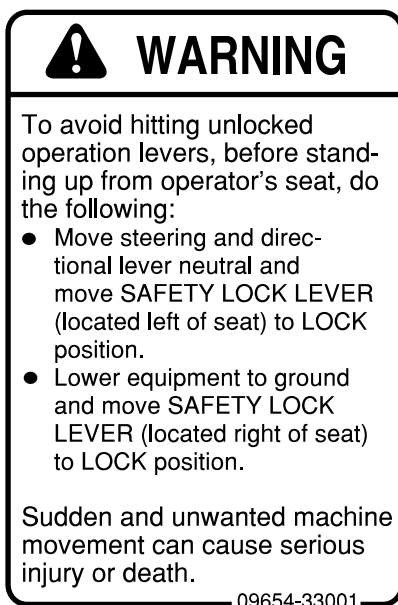 WARNING
To avoid hitting unlocked
operation levers, before stand-
ing up from operator's seat, do
the following:
● Move steering and direc-
tional lever neutral and
move SAFETY LOCK LEVER
(located left of seat) to LOCK
position.
● Lower equipment to ground
and move SAFETY LOCK
LEVER (located right of seat)
to LOCK position.
Sudden and unwanted machine
movement can cause serious
injury or death.
09654-33001